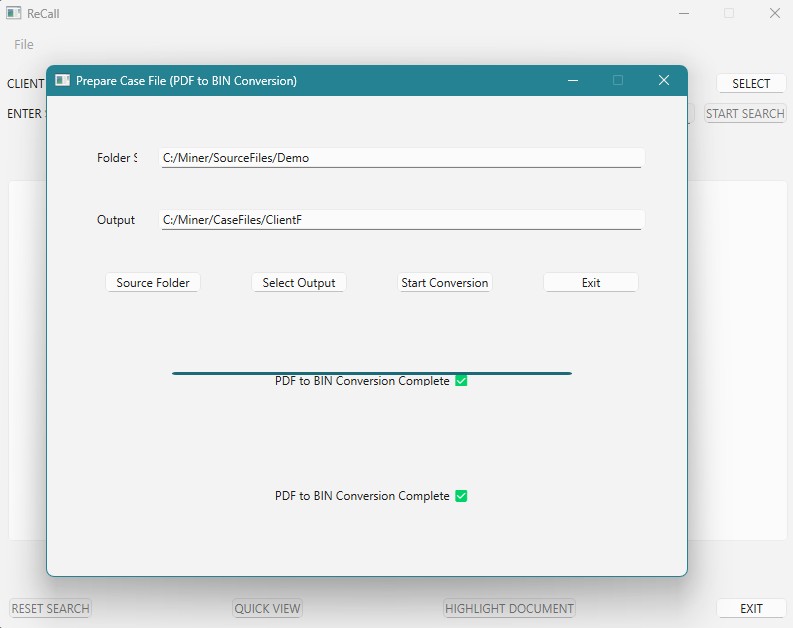 ReCall
File
CLIENT
SELECT
ENTER
START SEARCH
Prepare Case File (PDF to BIN Conversion)
Folder S
C:/Miner/SourceFiles/Demo
Output
C:/Miner/CaseFiles/ClientF
Source Folder
Select Output
Start Conversion
Exit
PDF to BIN Conversion Complete ✅
PDF to BIN Conversion Complete ✅
RESET SEARCH
QUICK VIEW
HIGHLIGHT DOCUMENT
EXIT